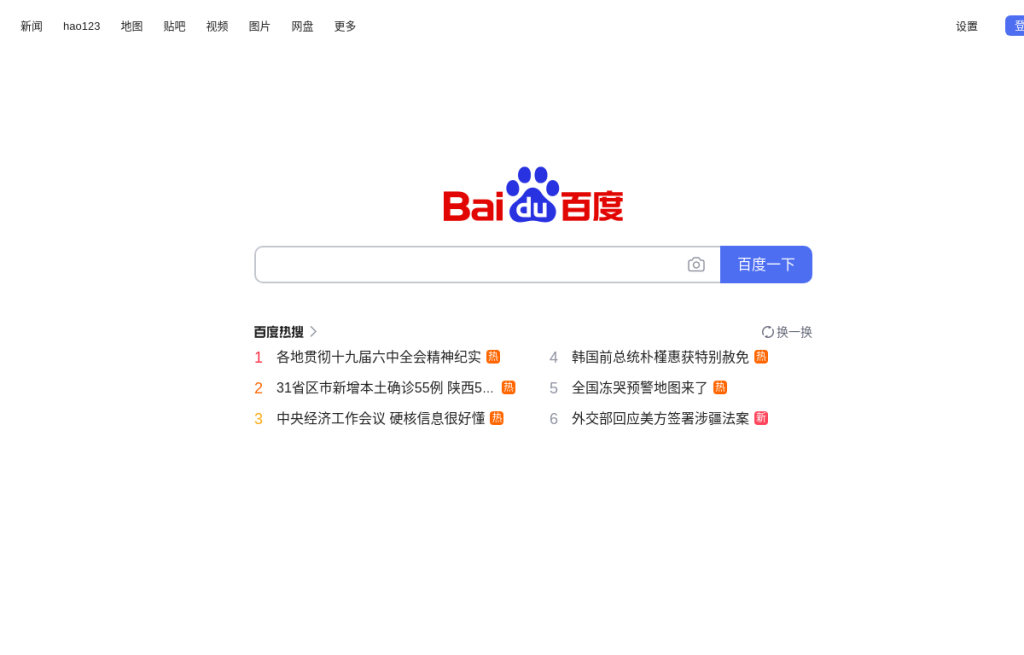 新闻 hao123 地图 贴吧 视频 图片 网盘 更多 设置 登
Bai du 百度
百度一下
百度热搜 换一换
1 各地贯彻十九届六中全会精神纪实 热
4 韩国前总统朴槿惠获特别赦免 热
2 31省区市新增本土确诊55例 陕西5... 热
5 全国冻哭预警地图来了 热
3 中央经济工作会议 硬核信息很好懂 热
6 外交部回应美方签署涉疆法案 新